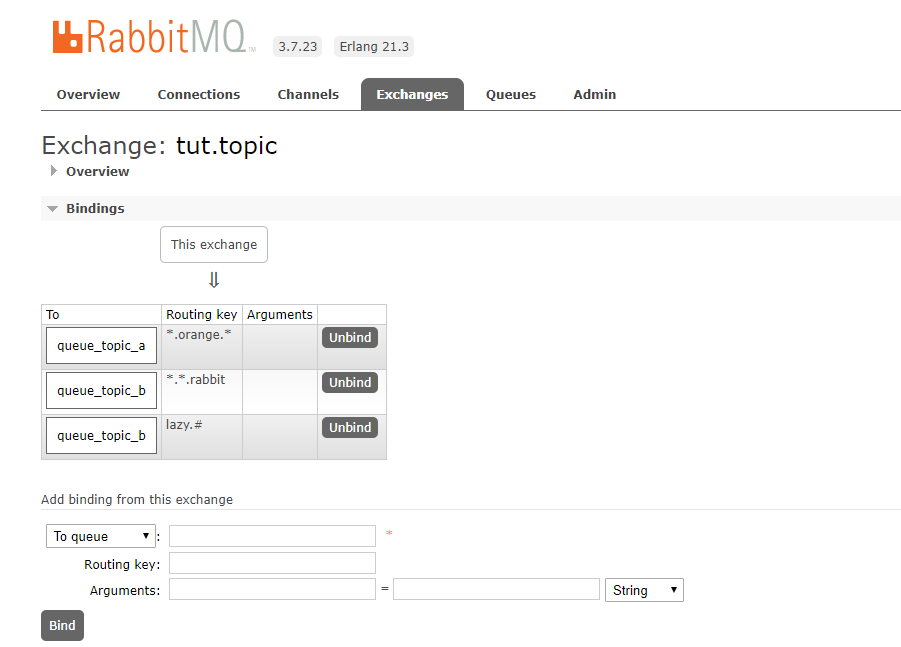 RabbitMQ TM 3.7.23 Erlang 21.3
Overview Connections Channels Exchanges Queues Admin
Exchange: tut.topic
Overview
Bindings
This exchange
⇓
To Routing key Arguments
queue_topic_a *.orange.* Unbind
queue_topic_b *.*.rabbit Unbind
queue_topic_b lazy.# Unbind
Add binding from this exchange
To queue : *
Routing key:
Arguments: = String
Bind